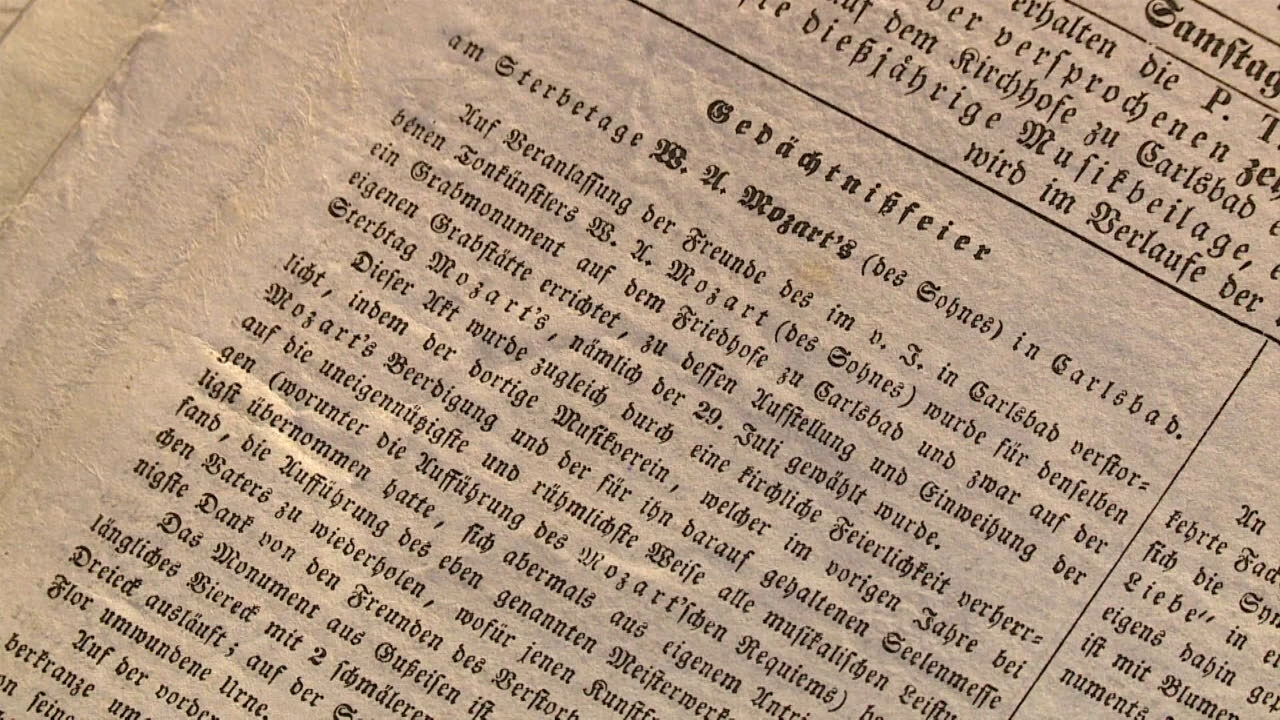 Samstag
erhalten die P. T.
der versprochenen
auf dem Kirchhofe zu Carlsbad
dießjährige Musikbeilage,
wird im Verlaufe der
Gedächtnißfeier
am Sterbetage W. A. Mozart's (des Sohnes) in Carlsbad.
Auf Veranlassung der Freunde des im v. J. in Carlsbad verstor-
benen Tonkünstlers W. A. Mozart (des Sohnes) wurde für denselben
ein Grabmonument auf dem Friedhofe zu Carlsbad und zwar auf der
eigenen Grabstätte errichtet, zu dessen Aufstellung und Einweihung der
Sterbtag Mozart's, nämlich der 29. Juli gewählt wurde.
Dieser Akt wurde zugleich durch eine kirchliche Feierlichkeit verherr-
licht, indem der dortige Musikverein, welcher im vorigen Jahre bei
Mozart's Beerdigung und der für ihn darauf gehaltenen Seelenmesse
auf die uneigennützigste und rühmlichste Weise alle musikalischen Leistun
gen (worunter die Aufführung des Mozart'schen Requiems)
ligst übernommen hatte, sich abermals aus eigenem Antri
fand, die Aufführung des eben genannten Meisterwerk
chen Vaters zu wiederholen, wofür jenen Kunstf
nigste Dank von den Freunden des Verstorb
Das Monument aus Gußeisen ist
längliches Viereck mit 2 schmäleren
Dreieck ausläuft; auf der
Flor umwundene Urne.
Auf der vorder
An
kehrte Fac
sich die
Liebe" in
eigens dahin
ist mit Blumen
numents